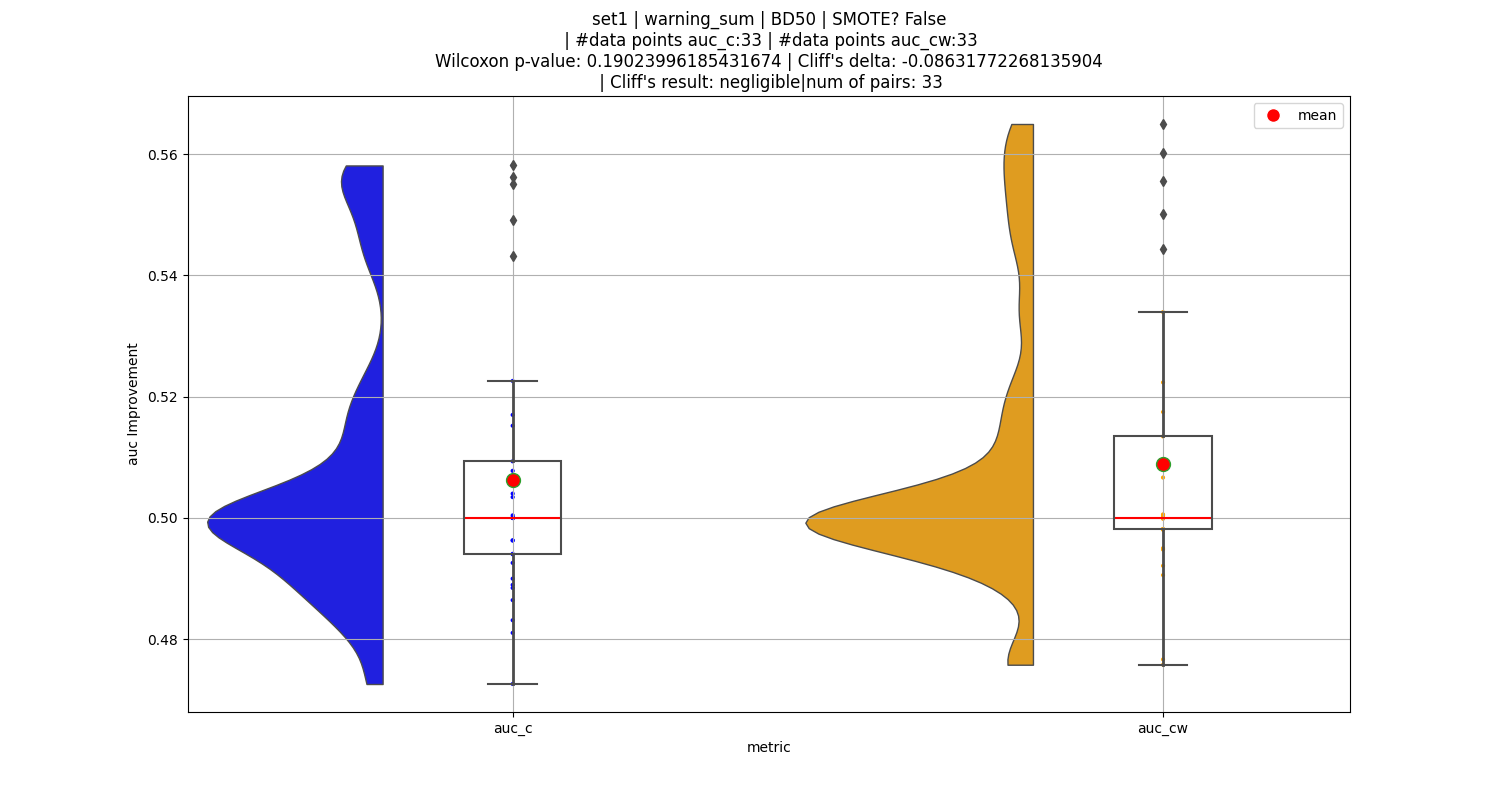 set1 | warning_sum | BD50 | SMOTE? False
| #data points auc_c:33 | #data points auc_cw:33
Wilcoxon p-value: 0.19023996185431674 | Cliff's delta: -0.08631772268135904
| Cliff's result: negligible|num of pairs: 33
mean
0.56
0.54
0.52
0.50
0.48
auc Improvement
auc_c
auc_cw
metric